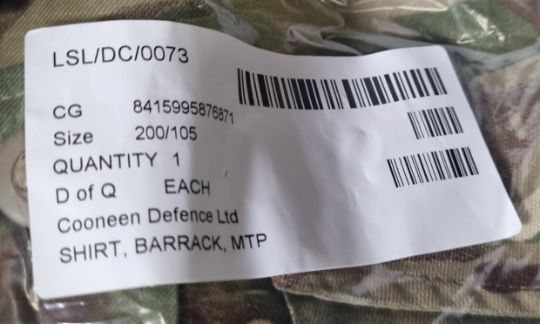 LSL/DC/0073
CG 8415995876871
Size 200/105
QUANTITY 1
D of Q EACH
Cooneen Defence Ltd
SHIRT, BARRACK, MTP